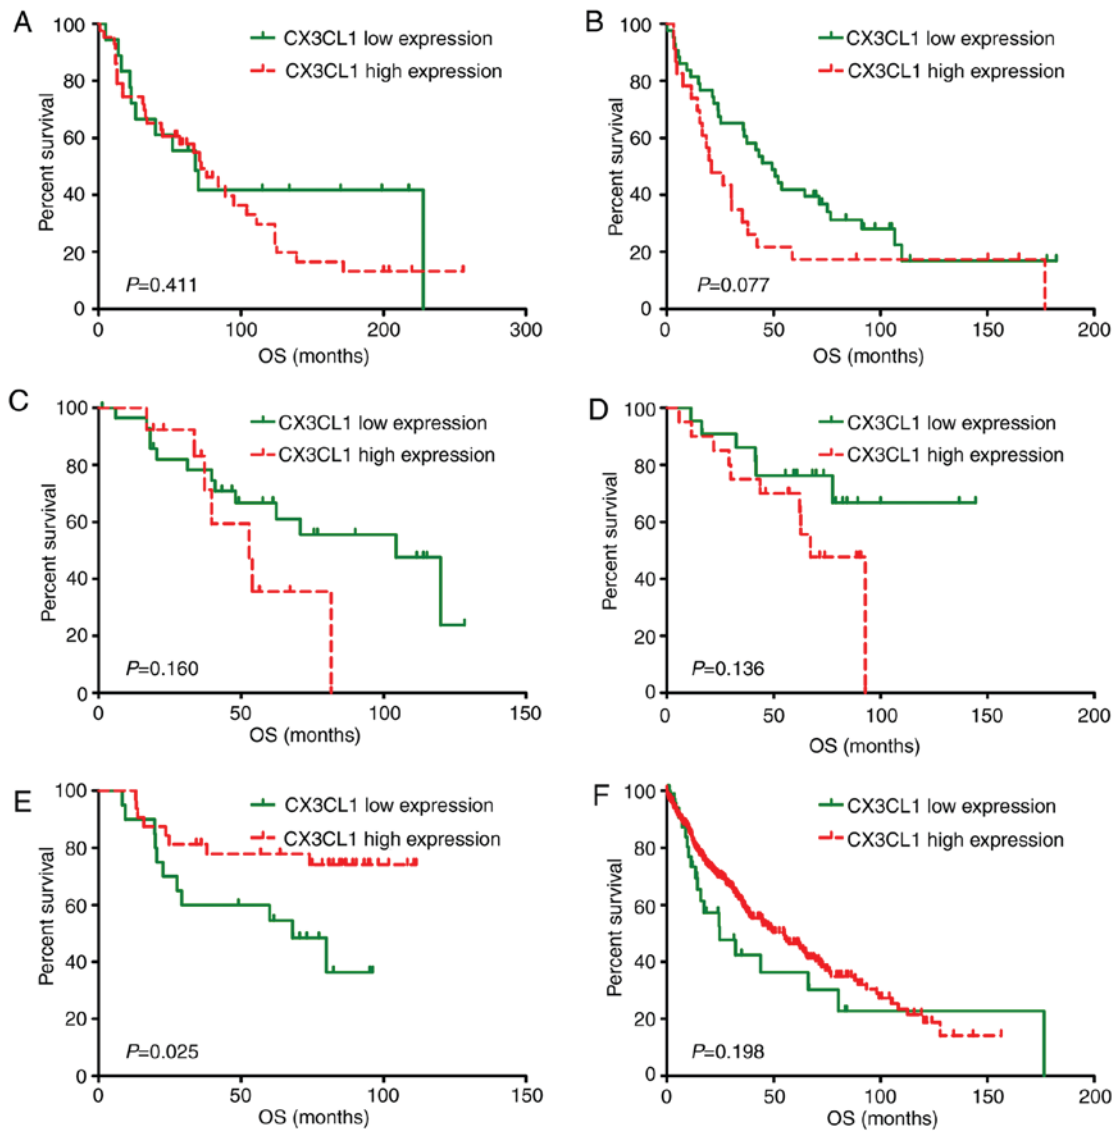 A
CX3CL1 low expression
CX3CL1 high expression
Percent survival
100
80
60
40
20
0
P=0.411
0 100 200 300
OS (months)
B
CX3CL1 low expression
CX3CL1 high expression
Percent survival
100
80
60
40
20
0
P=0.077
0 50 100 150 200
OS (months)
C
CX3CL1 low expression
CX3CL1 high expression
Percent survival
100
80
60
40
20
0
P=0.160
0 50 100 150
OS (months)
D
CX3CL1 low expression
CX3CL1 high expression
Percent survival
100
80
60
40
20
0
P=0.136
0 50 100 150 200
OS (months)
E
CX3CL1 low expression
CX3CL1 high expression
Percent survival
100
80
60
40
20
0
P=0.025
0 50 100 150
OS (months)
F
CX3CL1 low expression
CX3CL1 high expression
Percent survival
100
80
60
40
20
0
P=0.198
0 50 100 150 200
OS (months)